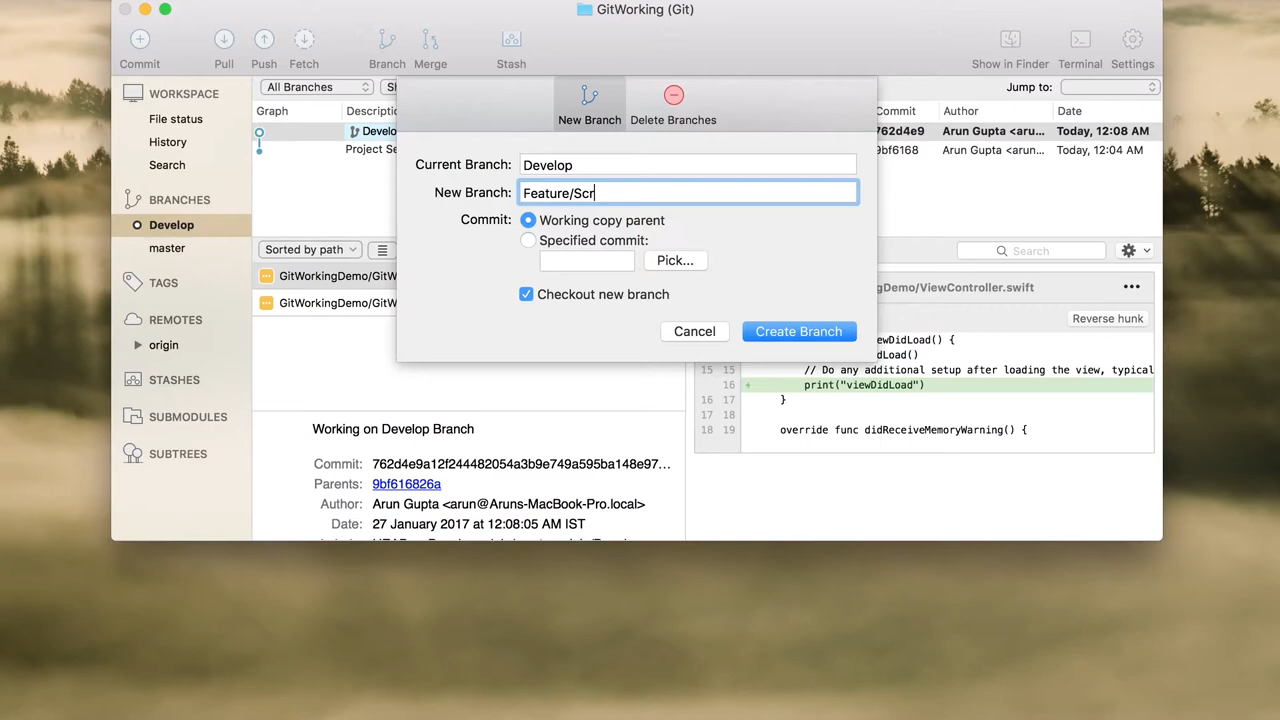 GitWorking (Git)
Commit Pull Push Fetch Branch Merge Stash Show in Finder Terminal Settings
All Branches Jump to:
New Branch Delete Branches
Graph Commit Author Date
WORKSPACE
File status
History
Search
BRANCHES
Develop
master
TAGS
REMOTES
origin
STASHES
SUBMODULES
SUBTREES
762d4e9 Arun Gupta <aru... Today, 12:08 AM
Project 9bf6168 Arun Gupta <aru... Today, 12:04 AM
Current Branch: Develop
New Branch: Feature/Scr
Commit: Working copy parent
Specified commit:
Pick...
Checkout new branch
Cancel Create Branch
Sorted by path Search
Reverse hunk
15 15 // Do any additional setup after loading the view, typical
16 + print("viewDidLoad")
16 17 }
17 18
18 19 override func didReceiveMemoryWarning() {
Working on Develop Branch
Commit: 762d4e9a12f244482054a3b9e749a595ba148e97...
Parents: 9bf616826a
Author: Arun Gupta <arun@Aruns-MacBook-Pro.local>
Date: 27 January 2017 at 12:08:05 AM IST